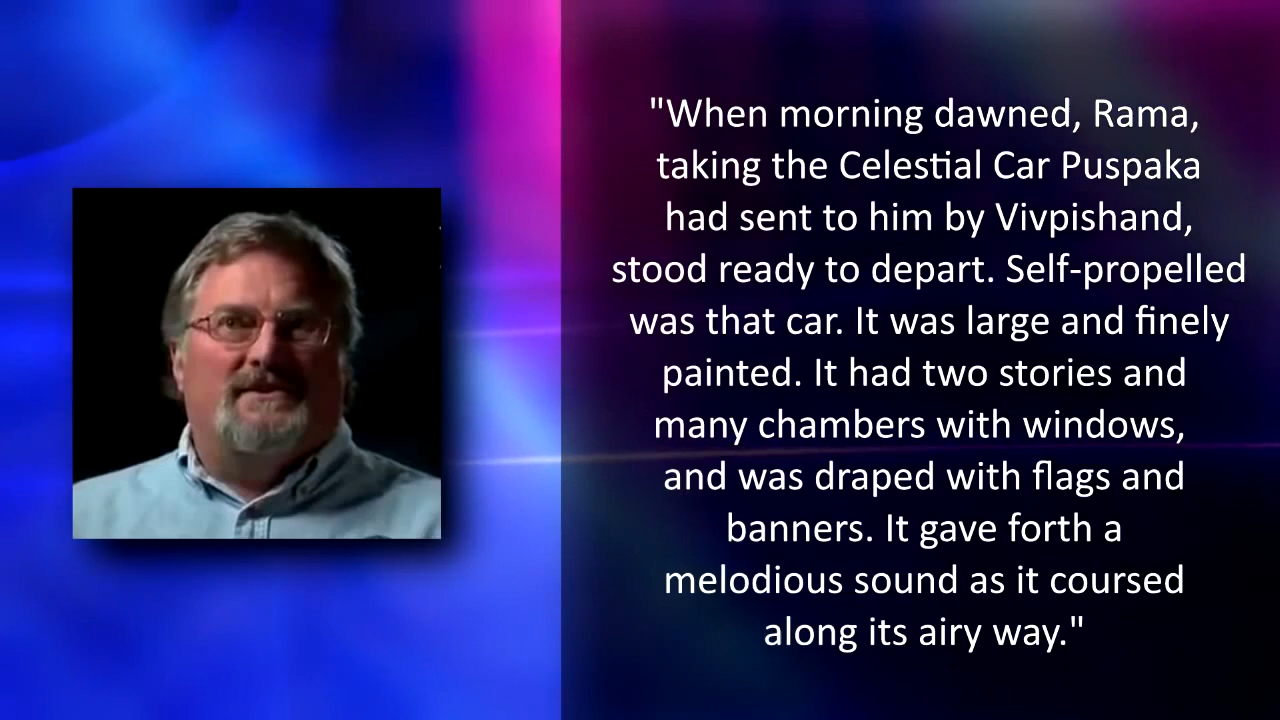 "When morning dawned, Rama,
taking the Celestial Car Puspaka
had sent to him by Vivpishand,
stood ready to depart. Self-propelled
was that car. It was large and finely
painted. It had two stories and
many chambers with windows,
and was draped with flags and
banners. It gave forth a
melodious sound as it coursed
along its airy way."